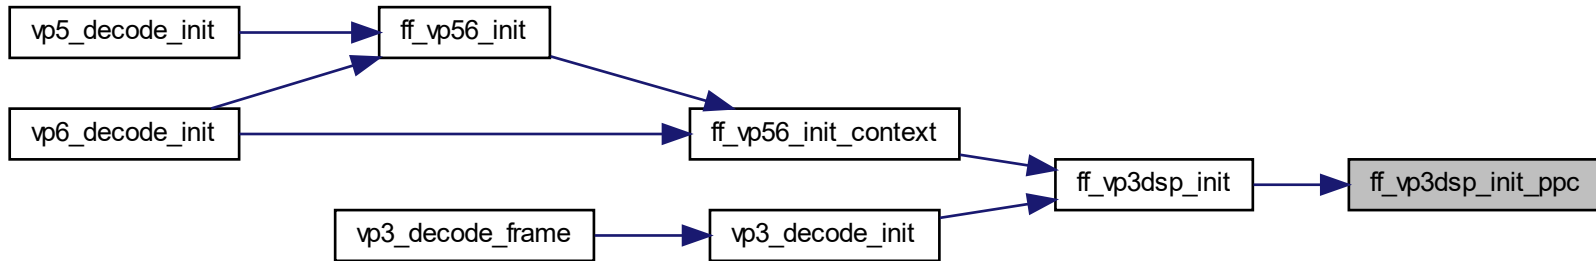 vp5_decode_init
ff_vp56_init
vp6_decode_init
ff_vp56_init_context
ff_vp3dsp_init
ff_vp3dsp_init_ppc
vp3_decode_frame
vp3_decode_init